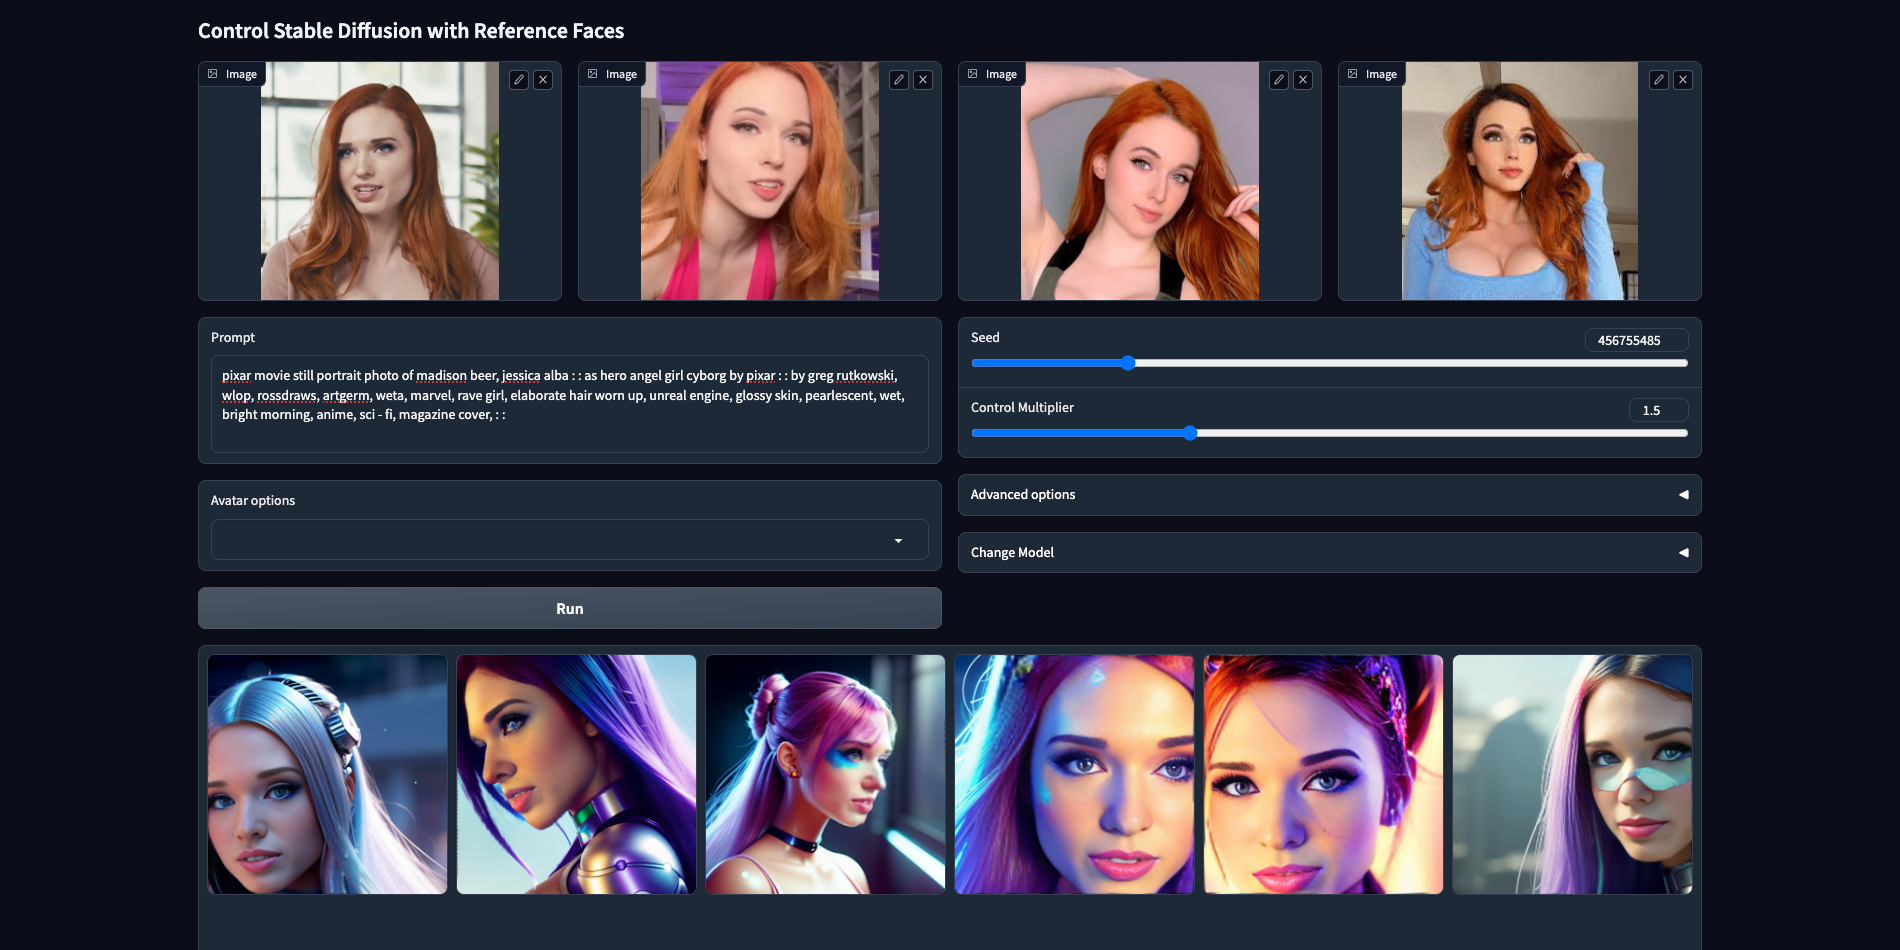 Control Stable Diffusion with Reference Faces
Image
Image
Image
Image
Prompt
pixar movie still portrait photo of madison beer, jessica alba : : as hero angel girl cyborg by pixar : : by greg rutkowski,
wlop, rossdraws, artgerm, weta, marvel, rave girl, elaborate hair worn up, unreal engine, glossy skin, pearlescent, wet,
bright morning, anime, sci - fi, magazine cover, : :
Seed
456755485
Control Multiplier
1.5
Avatar options
Advanced options
Change Model
Run